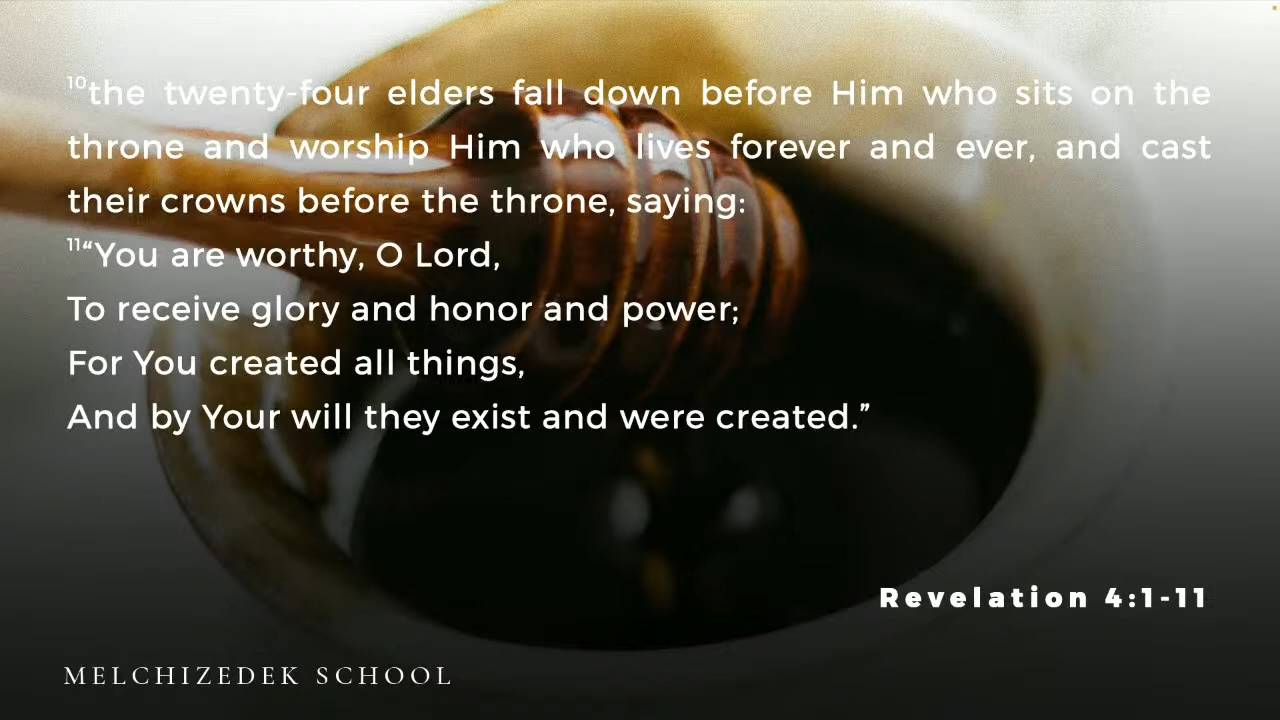 ¹⁰the twenty-four elders fall down before Him who sits on the
throne and worship Him who lives forever and ever, and cast
their crowns before the throne, saying:
¹¹“You are worthy, O Lord,
To receive glory and honor and power;
For You created all things,
And by Your will they exist and were created.”
Revelation 4:1-11
MELCHIZEDEK SCHOOL